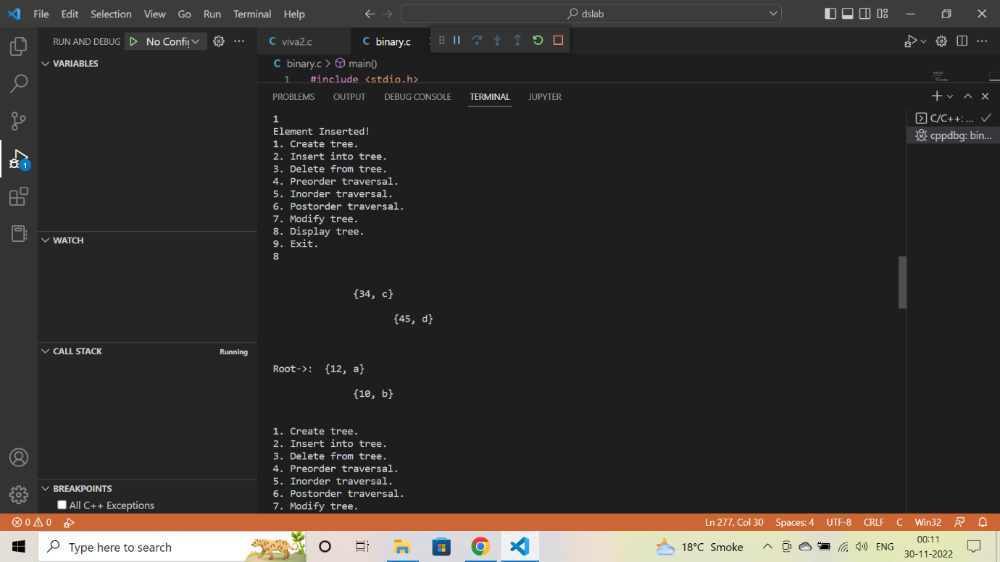 File Edit Selection View Go Run Terminal Help dslab
RUN AND DEBUG No Config viva2.c binary.c
VARIABLES
binary.c > main()
1 #include <stdio.h>
PROBLEMS OUTPUT DEBUG CONSOLE TERMINAL JUPYTER
C/C++: ...
cppdbg: bin...
1
Element Inserted!
1. Create tree.
2. Insert into tree.
3. Delete from tree.
4. Preorder traversal.
5. Inorder traversal.
6. Postorder traversal.
7. Modify tree.
8. Display tree.
9. Exit.
8
{34, c}
{45, d}
Root->: {12, a}
{10, b}
1. Create tree.
2. Insert into tree.
3. Delete from tree.
4. Preorder traversal.
5. Inorder traversal.
6. Postorder traversal.
7. Modify tree.
WATCH
CALL STACK Running
BREAKPOINTS
All C++ Exceptions
1
0 0 Ln 277, Col 30 Spaces: 4 UTF-8 CRLF C Win32
Type here to search 18°C Smoke ENG 00:11
30-11-2022